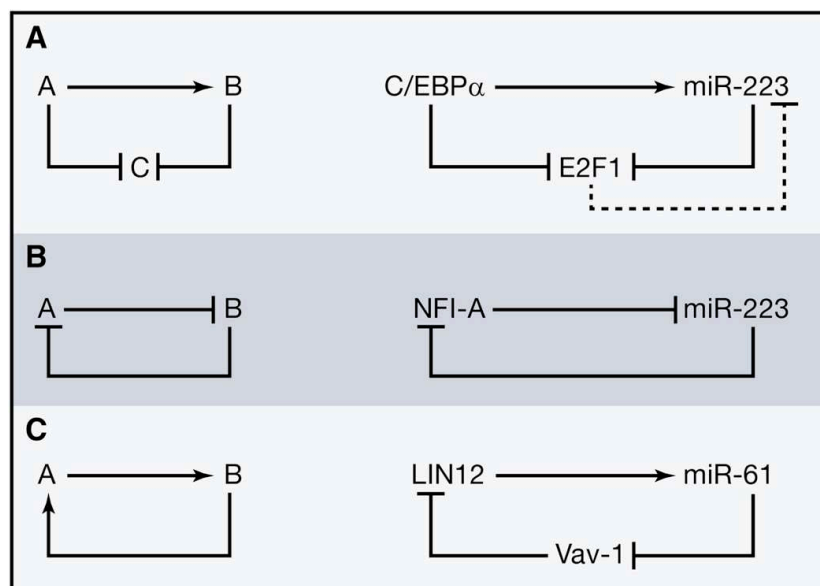 A
A B C/EBPα miR-223
C E2F1
B
A B NFI-A miR-223
C
A B LIN12 miR-61
Vav-1